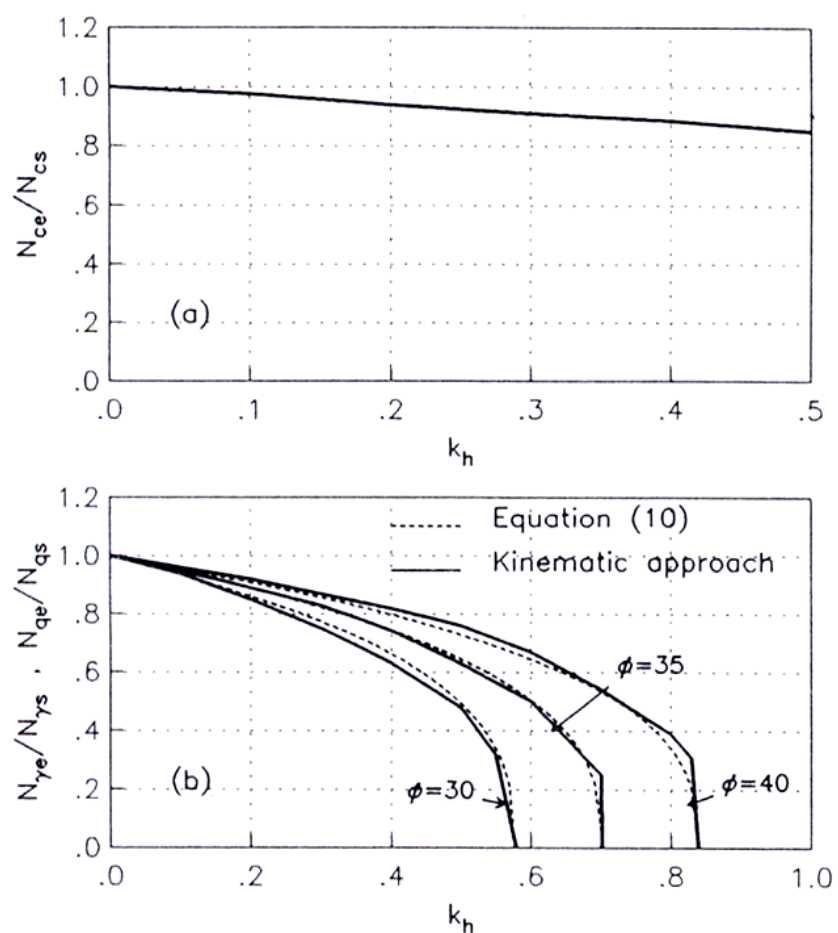 1.2
1.0
.8
.6
.4
.2
.0
N_ce/N_cs
(a)
.0 .1 .2 .3 .4 .5
k_h
1.2
1.0
.8
.6
.4
.2
.0
N_γe/N_γs , N_qe/N_qs
Equation (10)
Kinematic approach
ϕ=35
(b)
ϕ=30
ϕ=40
.0 .2 .4 .6 .8 1.0
k_h